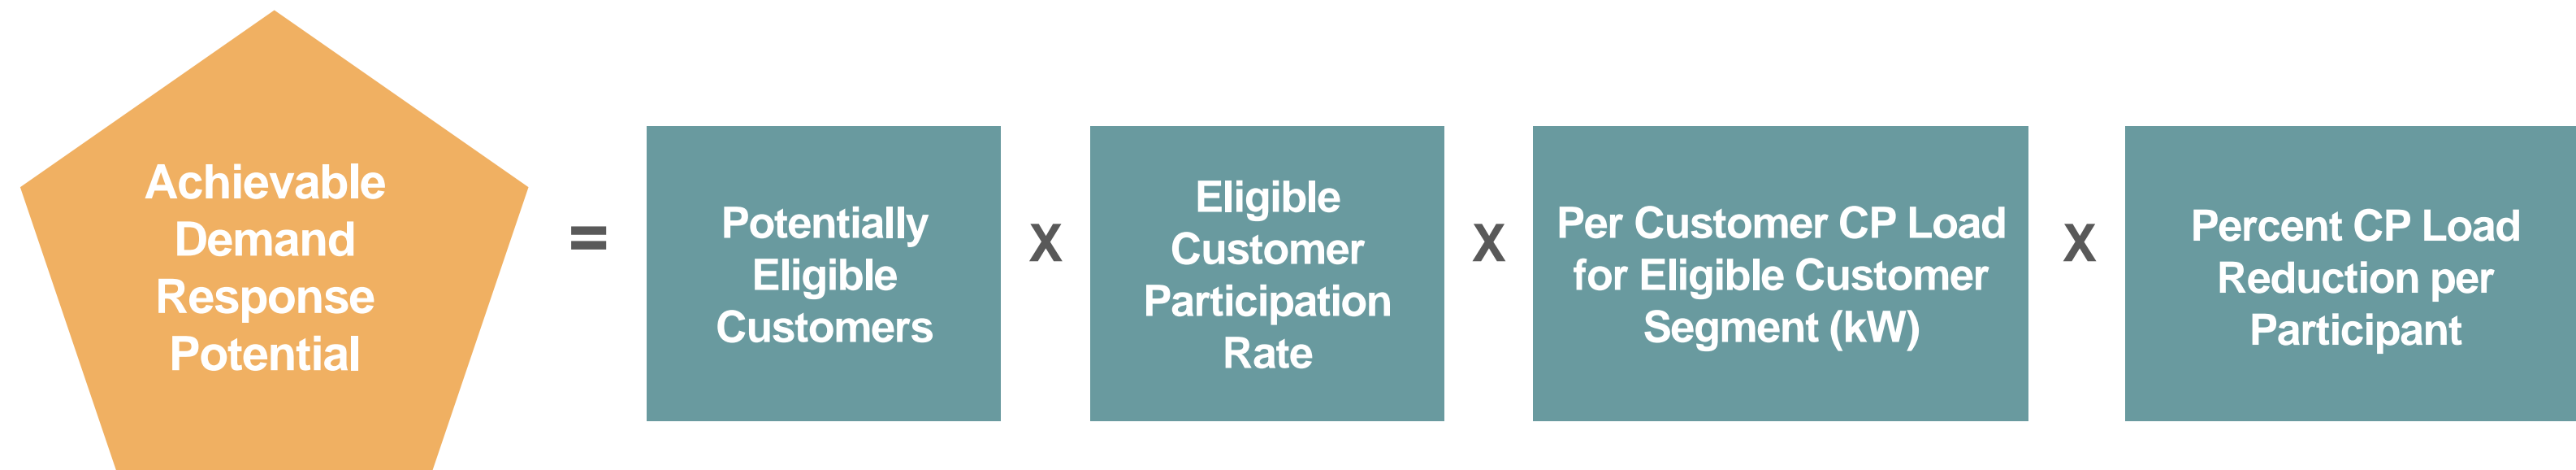 Achievable
Demand
Response
Potential
=
Potentially
Eligible
Customers
X
Eligible
Customer
Participation
Rate
X
Per Customer CP Load
for Eligible Customer
Segment (kW)
X
Percent CP Load
Reduction per
Participant